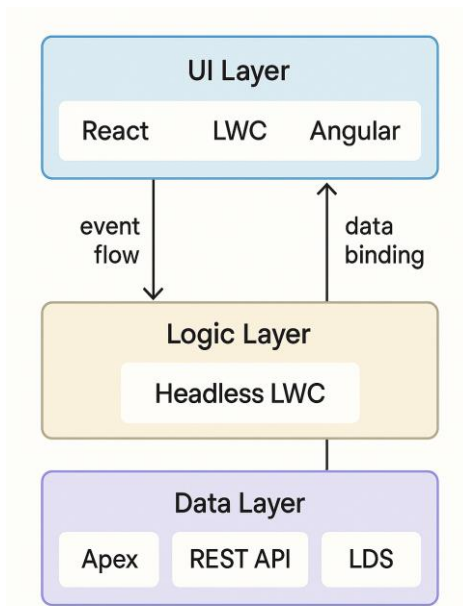 UI Layer
React LWC Angular
event
flow
data
binding
Logic Layer
Headless LWC
Data Layer
Apex REST API LDS